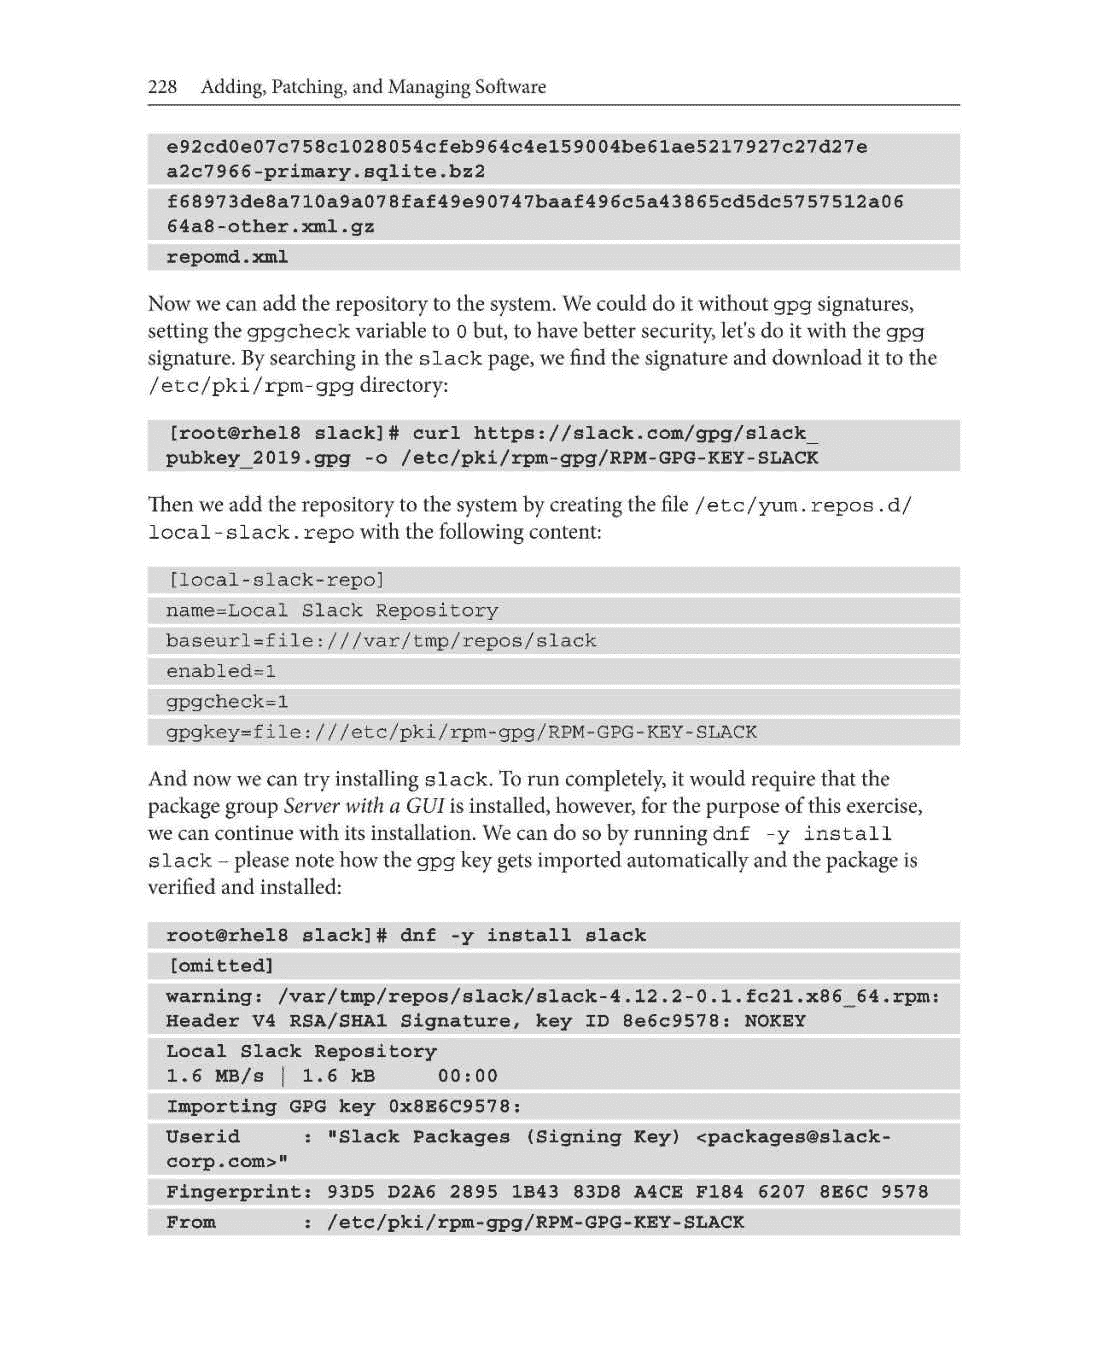 228 Adding, Patching, and Managing Software
e92cd0e07c758c1028054cfeb964c4e159004be61ae5217927c27d27e
a2c7966-primary.sqlite.bz2
f68973de8a710a9a078faf49e90747baaf496c5a43865cd5dc5757512a06
64a8-other.xml.gz
repomd.xml
Now we can add the repository to the system. We could do it without gpg signatures,
setting the gpgcheck variable to 0 but, to have better security, let's do it with the gpg
signature. By searching in the slack page, we find the signature and download it to the
/etc/pki/rpm-gpg directory:
[root@rhel8 slack]# curl https://slack.com/gpg/slack_
pubkey_2019.gpg -o /etc/pki/rpm-gpg/RPM-GPG-KEY-SLACK
Then we add the repository to the system by creating the file /etc/yum.repos.d/
local-slack.repo with the following content:
[local-slack-repo]
name=Local Slack Repository
baseurl=file:///var/tmp/repos/slack
enabled=1
gpgcheck=1
gpgkey=file:///etc/pki/rpm-gpg/RPM-GPG-KEY-SLACK
And now we can try installing slack. To run completely, it would require that the
package group Server with a GUI is installed, however, for the purpose of this exercise,
we can continue with its installation. We can do so by running dnf -y install
slack – please note how the gpg key gets imported automatically and the package is
verified and installed:
root@rhel8 slack]# dnf -y install slack
[omitted]
warning: /var/tmp/repos/slack/slack-4.12.2-0.1.fc21.x86_64.rpm:
Header V4 RSA/SHA1 Signature, key ID 8e6c9578: NOKEY
Local Slack Repository
1.6 MB/s | 1.6 kB 00:00
Importing GPG key 0x8E6C9578:
Userid : "Slack Packages (Signing Key) <packages@slack-
corp.com>"
Fingerprint: 93D5 D2A6 2895 1B43 83D8 A4CE F184 6207 8E6C 9578
From : /etc/pki/rpm-gpg/RPM-GPG-KEY-SLACK